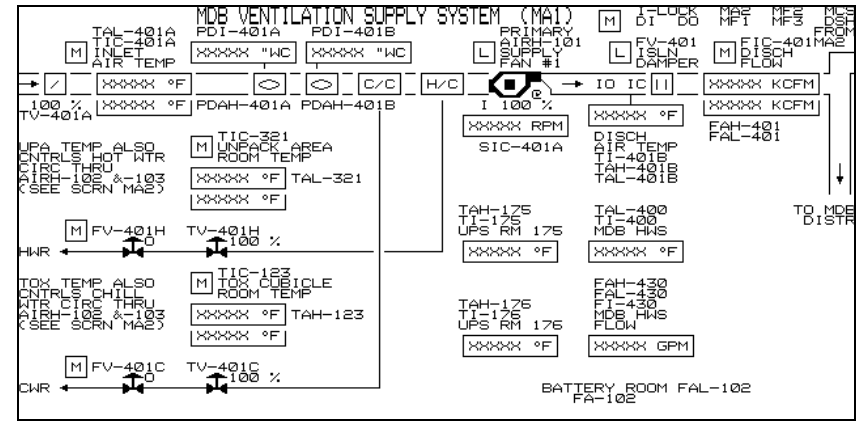 MDB VENTILATION SUPPLY SYSTEM (MA1)
M I-LOCK
DI DO
MA2 MF2 MCS
MF1 MF3 DSH
FROM
MA2
TAL-401A
TIC-401A
M INLET
AIR TEMP
PDI-401A PDI-401B
XXXXX "WC XXXXX "WC
PRIMARY
AIRH-101
L SUPPLY
FAN #1
FV-401
L ISLN
DAMPER
FIC-401
M DISCH
FLOW
/ XXXXX °F C/C H/C IO IC XXXXX KCFM
100 % XXXXX °F PDAH-401A PDAH-401B I 100 % R XXXXX °F XXXXX KCFM
TV-401A
XXXXX RPM
SIC-401A
FAH-401
FAL-401
DISCH
AIR TEMP
TI-401B
TAH-401B
TAL-401B
UPA TEMP ALSO
CNTRLS HOT WTR
CIRC THRU
AIRH-102 &-103
(SEE SCRN MA2)
TIC-321
M UNPACK AREA
ROOM TEMP
XXXXX °F TAL-321
XXXXX °F
TAH-175
TI-175
UPS RM 175
XXXXX °F
TAL-400
TI-400
MDB HWS
XXXXX °F
TO MDB
DISTR
M FV-401H TV-401H
O 100 %
HWR
TOX TEMP ALSO
CNTRLS CHILL
WTR CIRC THRU
AIRH-102 &-103
(SEE SCRN MA2)
TIC-123
M TOX CUBICLE
ROOM TEMP
XXXXX °F TAH-123
XXXXX °F
TAH-176
TI-176
UPS RM 176
XXXXX °F
FAH-430
FAL-430
FI-430
MDB HWS
FLOW
XXXXX GPM
M FV-401C TV-401C
O 100 %
CWR
BATTERY ROOM FAL-102
FA-102